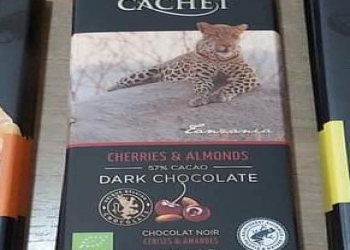 CACHET
Tanzania
CHERRIES & ALMONDS
57% CACAO
DARK CHOCOLATE
CHOCOLAT NOIR
CERISES & AMANDES